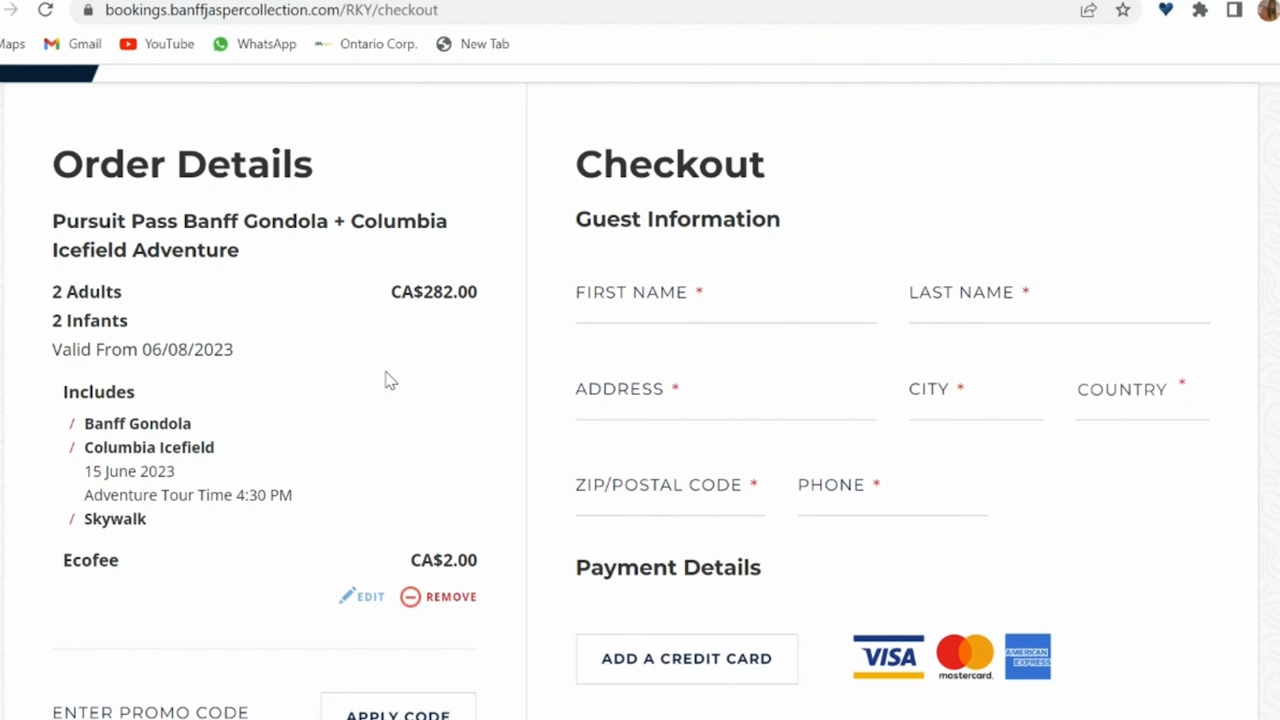 bookings.banffjaspercollection.com/RKY/checkout
Maps Gmail YouTube WhatsApp Ontario Corp. New Tab
Order Details
Pursuit Pass Banff Gondola + Columbia
Icefield Adventure
2 Adults CA$282.00
2 Infants
Valid From 06/08/2023
Includes
/ Banff Gondola
/ Columbia Icefield
15 June 2023
Adventure Tour Time 4:30 PM
/ Skywalk
Ecofee CA$2.00
EDIT REMOVE
ENTER PROMO CODE APPLY CODE
Checkout
Guest Information
FIRST NAME * LAST NAME *
ADDRESS * CITY * COUNTRY *
ZIP/POSTAL CODE * PHONE *
Payment Details
ADD A CREDIT CARD VISA mastercard. AMERICAN EXPRESS